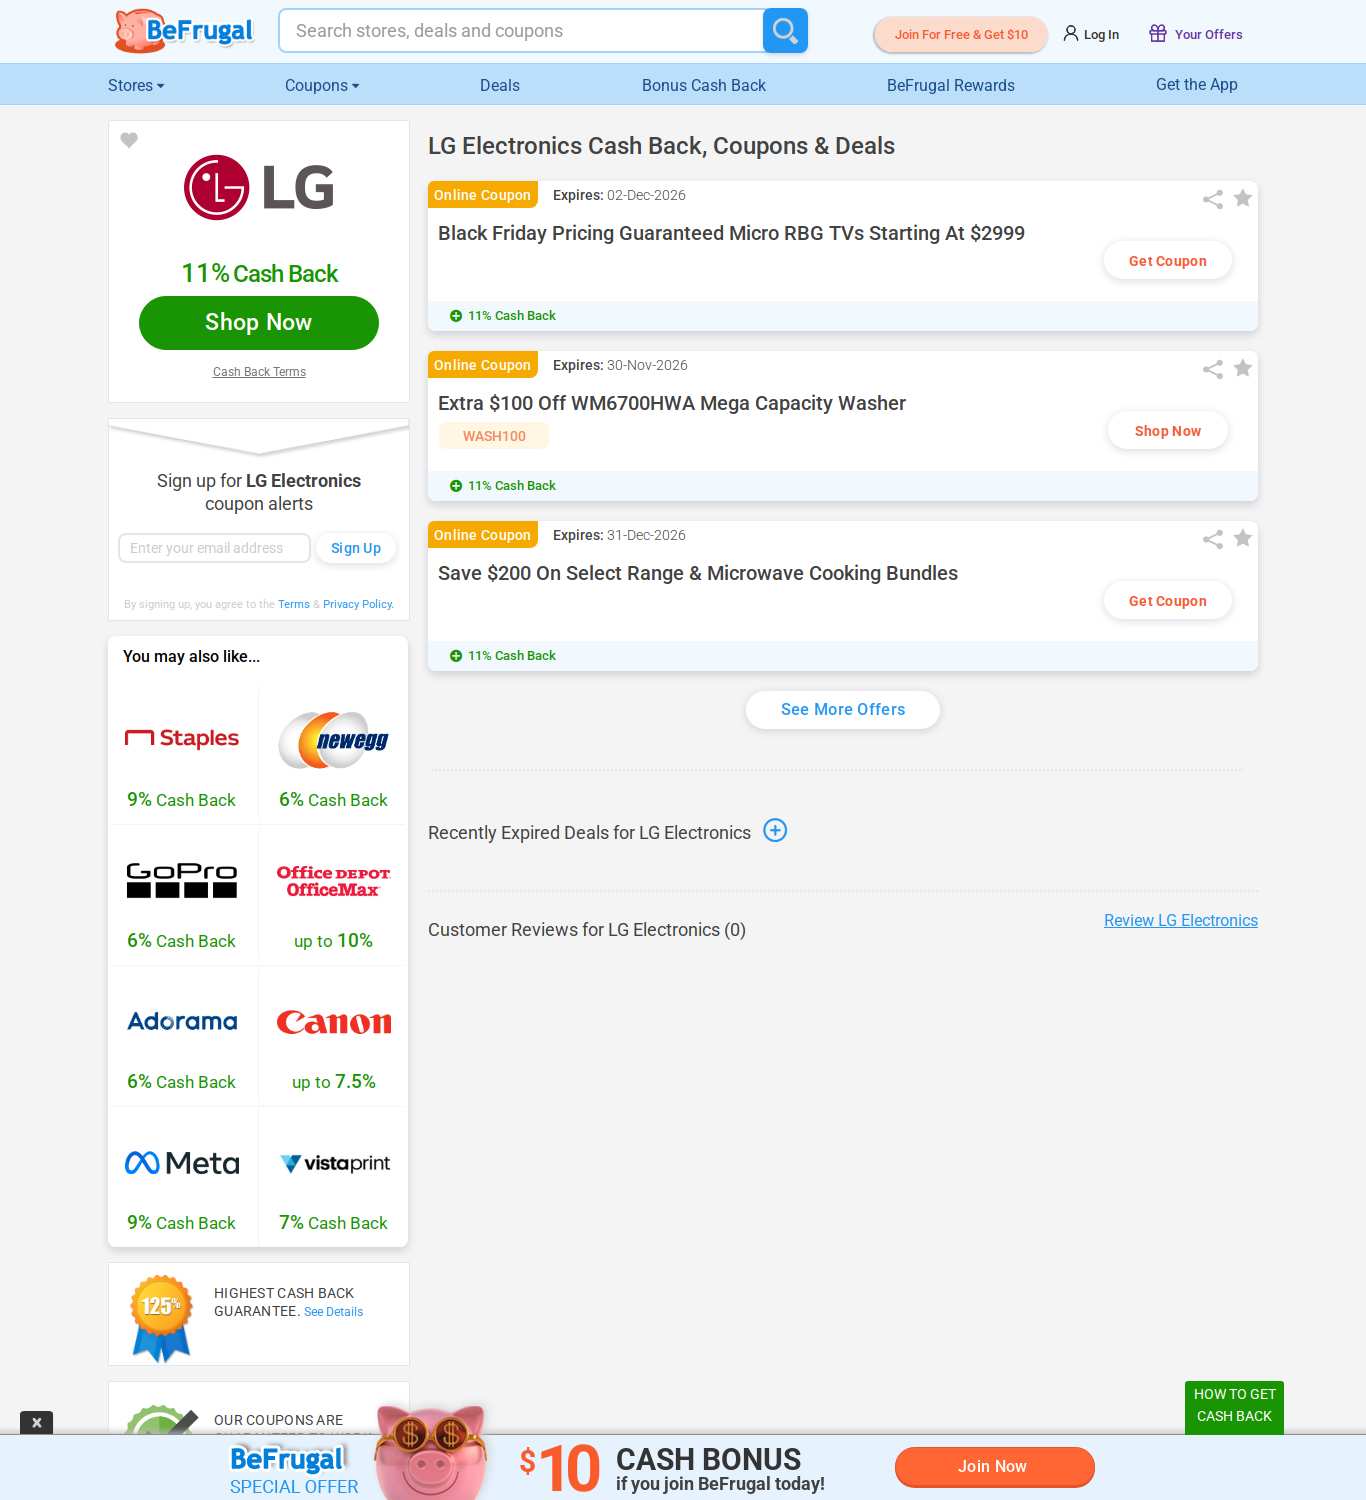 BeFrugal
Search stores, deals and coupons
Join For Free & Get $10
Log In
Your Offers
Stores
Coupons
Deals
Bonus Cash Back
BeFrugal Rewards
Get the App
LG
11% Cash Back
Shop Now
Cash Back Terms
Sign up for LG Electronics
coupon alerts
Enter your email address
Sign Up
By signing up, you agree to the Terms & Privacy Policy.
You may also like...
Staples
9% Cash Back
newegg
6% Cash Back
GoPro
6% Cash Back
Office DEPOT
OfficeMax
up to 10%
Adorama
6% Cash Back
Canon
up to 7.5%
Meta
9% Cash Back
vistaprint
7% Cash Back
125%
HIGHEST CASH BACK
GUARANTEE. See Details
OUR COUPONS ARE
LG Electronics Cash Back, Coupons & Deals
Online Coupon
Expires: 02-Dec-2026
Black Friday Pricing Guaranteed Micro RBG TVs Starting At $2999
Get Coupon
11% Cash Back
Online Coupon
Expires: 30-Nov-2026
Extra $100 Off WM6700HWA Mega Capacity Washer
WASH100
Shop Now
11% Cash Back
Online Coupon
Expires: 31-Dec-2026
Save $200 On Select Range & Microwave Cooking Bundles
Get Coupon
11% Cash Back
See More Offers
Recently Expired Deals for LG Electronics
Customer Reviews for LG Electronics (0)
Review LG Electronics
HOW TO GET
CASH BACK
x
BeFrugal
SPECIAL OFFER
$ $
$10
CASH BONUS
if you join BeFrugal today!
Join Now